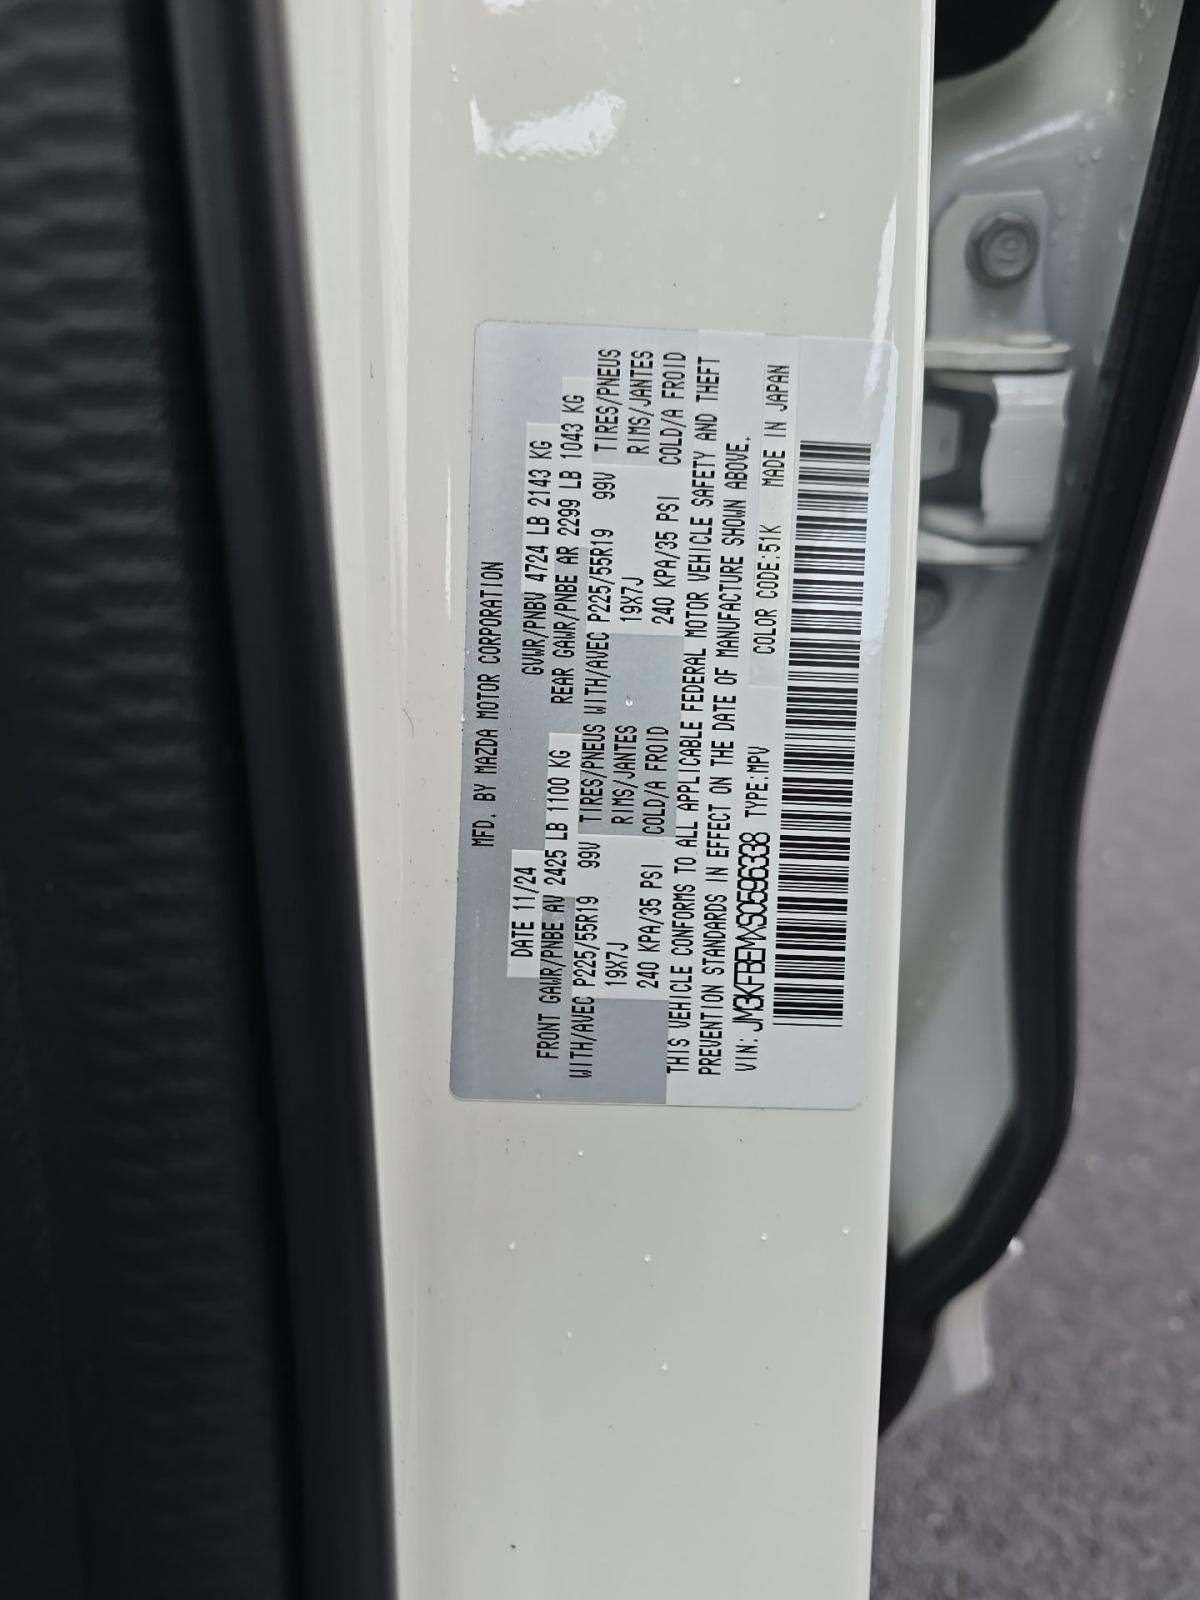 MFD. BY MAZDA MOTOR CORPORATION
DATE 11/24 GVWR/PNBV 4724 LB 2143 KG
FRONT GAWR/PNBE AV 2425 LB 1100 KG REAR GAWR/PNBE AR 2299 LB 1043 KG
WITH/AVEC P225/55R19 99V TIRES/PNEUS WITH/AVEC P225/55R19 99V TIRES/PNEUS
19X7J RIMS/JANTES 19X7J RIMS/JANTES
240 KPA/35 PSI COLD/A FROID 240 KPA/35 PSI COLD/A FROID
THIS VEHICLE CONFORMS TO ALL APPLICABLE FEDERAL MOTOR VEHICLE SAFETY AND THEFT
PREVENTION STANDARDS IN EFFECT ON THE DATE OF MANUFACTURE SHOWN ABOVE.
VIN: JM3KFBEMXS0596338 TYPE:MPV COLOR CODE:51K MADE IN JAPAN